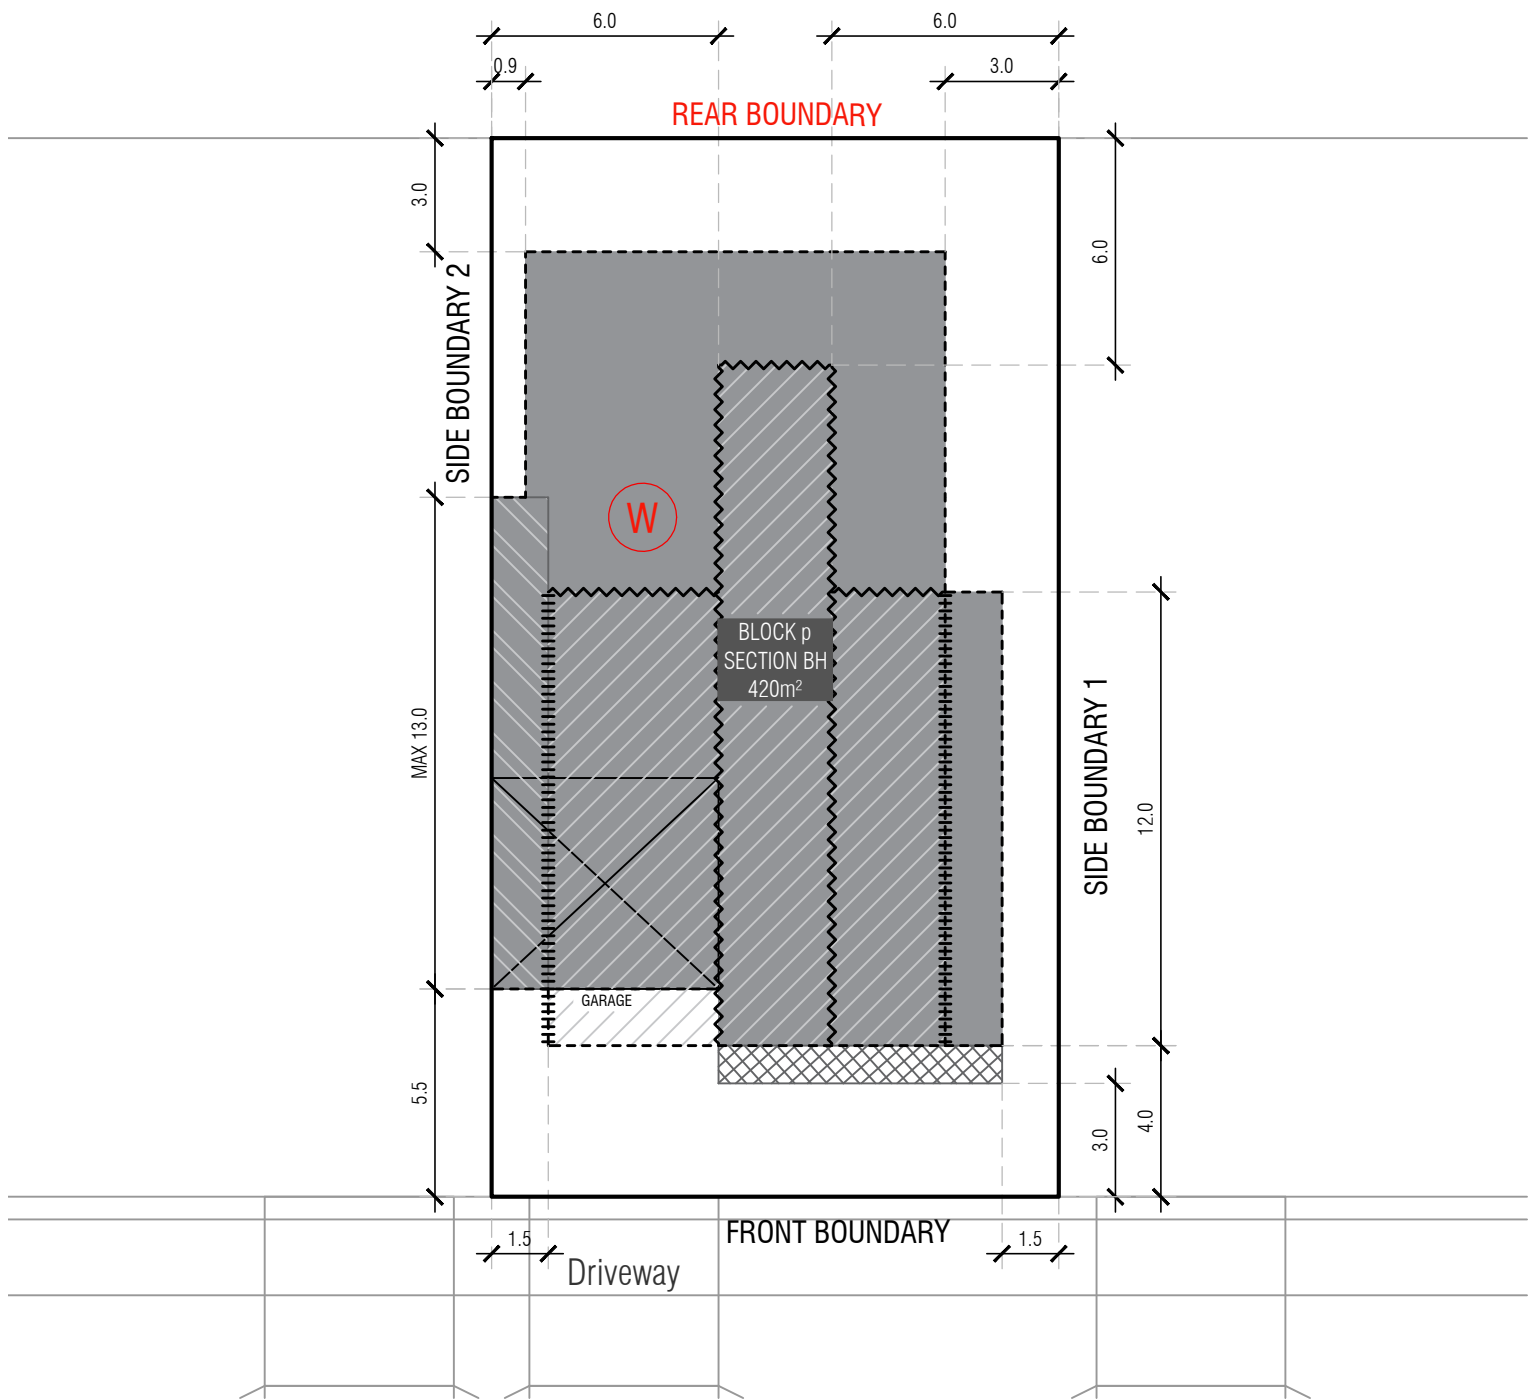 6.0
6.0
0.9
3.0
REAR BOUNDARY
3.0
6.0
SIDE BOUNDARY 2
W
BLOCK p
SECTION BH
420m²
MAX 13.0
SIDE BOUNDARY 1
12.0
GARAGE
5.5
3.0
4.0
FRONT BOUNDARY
1.5
1.5
Driveway